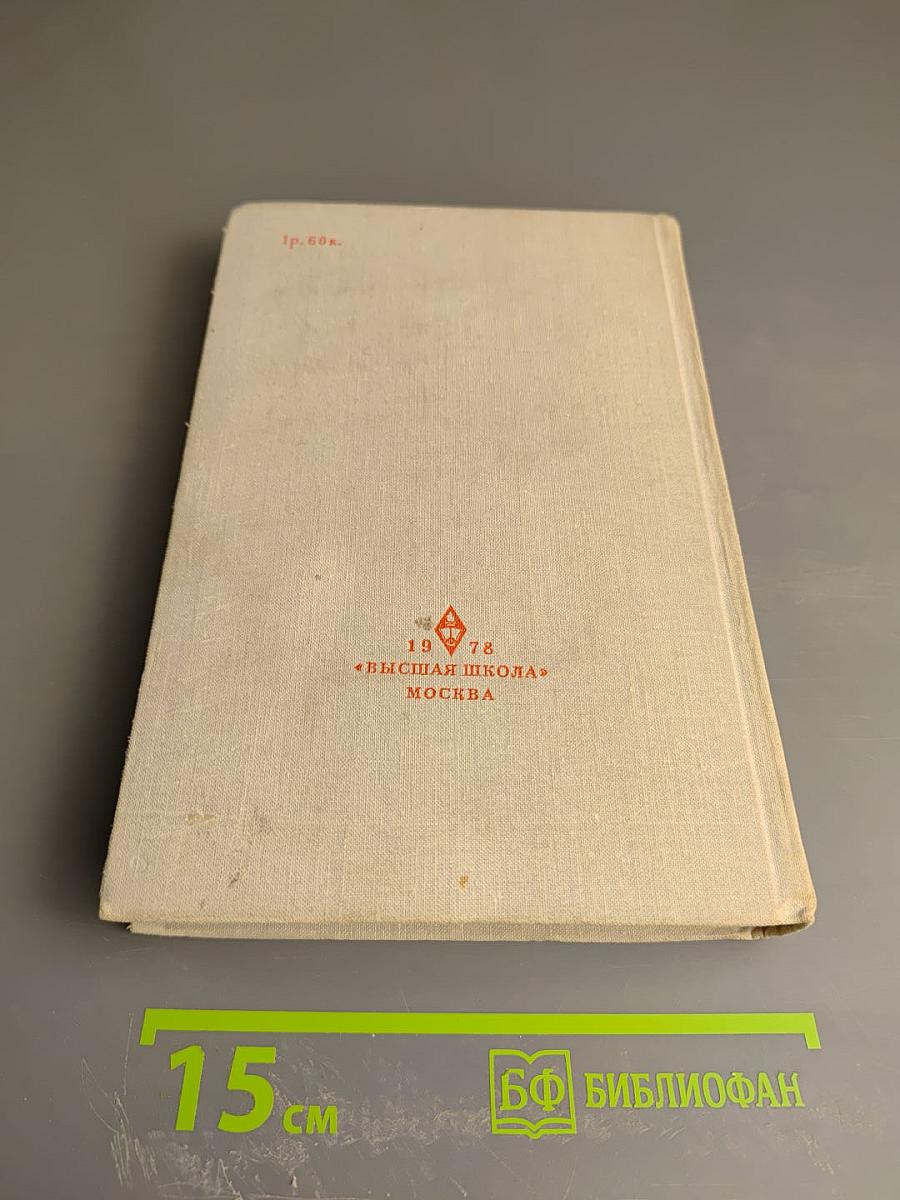 1р. 60к.
19 78
«ВЫСШАЯ ШКОЛА»
МОСКВА
15 см
БФ БИБЛИОФАН